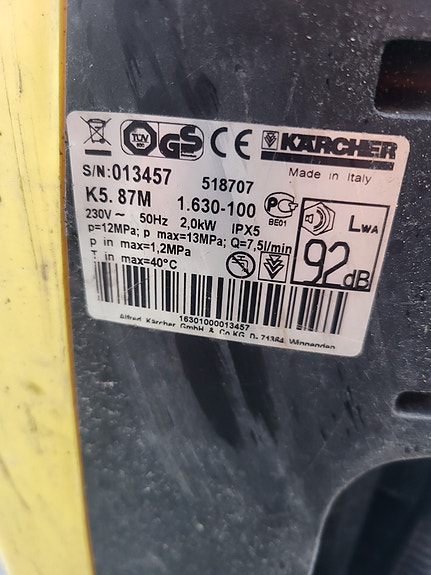 TÜV GS CE KÄRCHER
S/N:013457 518707 Made in Italy
K5. 87M 1.630-100
230V ~ 50Hz 2,0kW IPX5 BE01
p=12MPa; p max=13MPa; Q=7,5l/min
p in max=1,2MPa
T in max=40°C
LWA
92dB
16301000013457
Alfred Kärcher GmbH & Co KG D- 71364 Winnenden